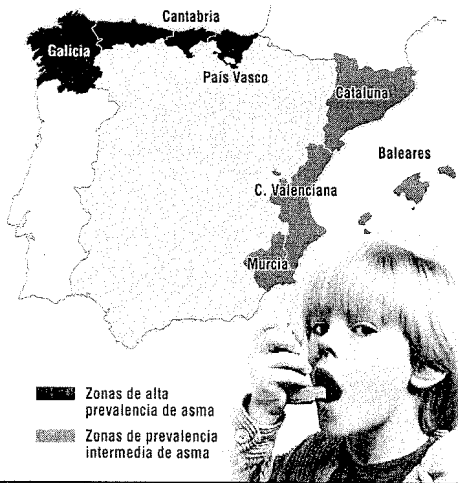 Cantabria
Galicia
País Vasco
Cataluna
Baleares
C. Valenciana
Murcia
Zonas de alta
prevalencia de asma
Zonas de prevalencia
intermedia de asma